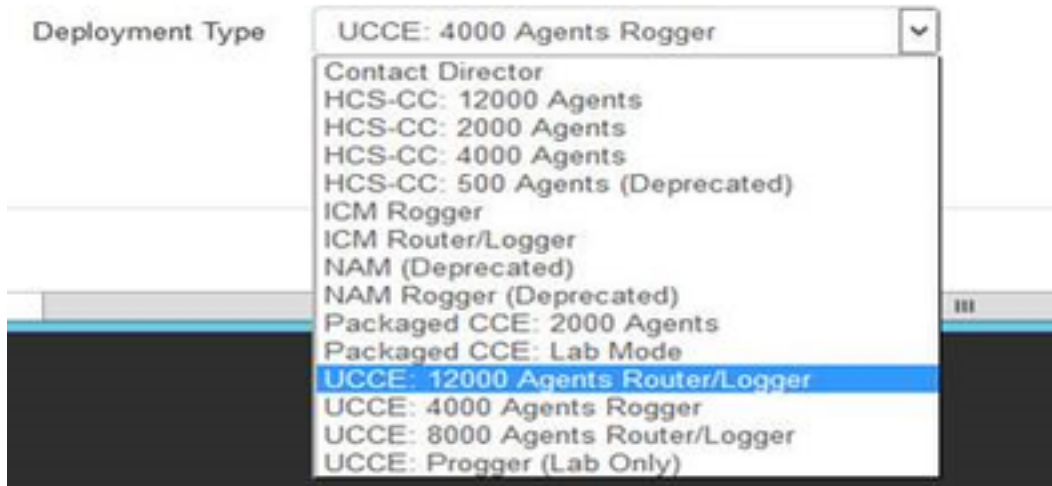 Deployment Type
UCCE: 4000 Agents Rogger
Contact Director
HCS-CC: 12000 Agents
HCS-CC: 2000 Agents
HCS-CC: 4000 Agents
HCS-CC: 500 Agents (Deprecated)
ICM Rogger
ICM Router/Logger
NAM (Deprecated)
NAM Rogger (Deprecated)
Packaged CCE: 2000 Agents
Packaged CCE: Lab Mode
UCCE: 12000 Agents Router/Logger
UCCE: 4000 Agents Rogger
UCCE: 8000 Agents Router/Logger
UCCE: Progger (Lab Only)